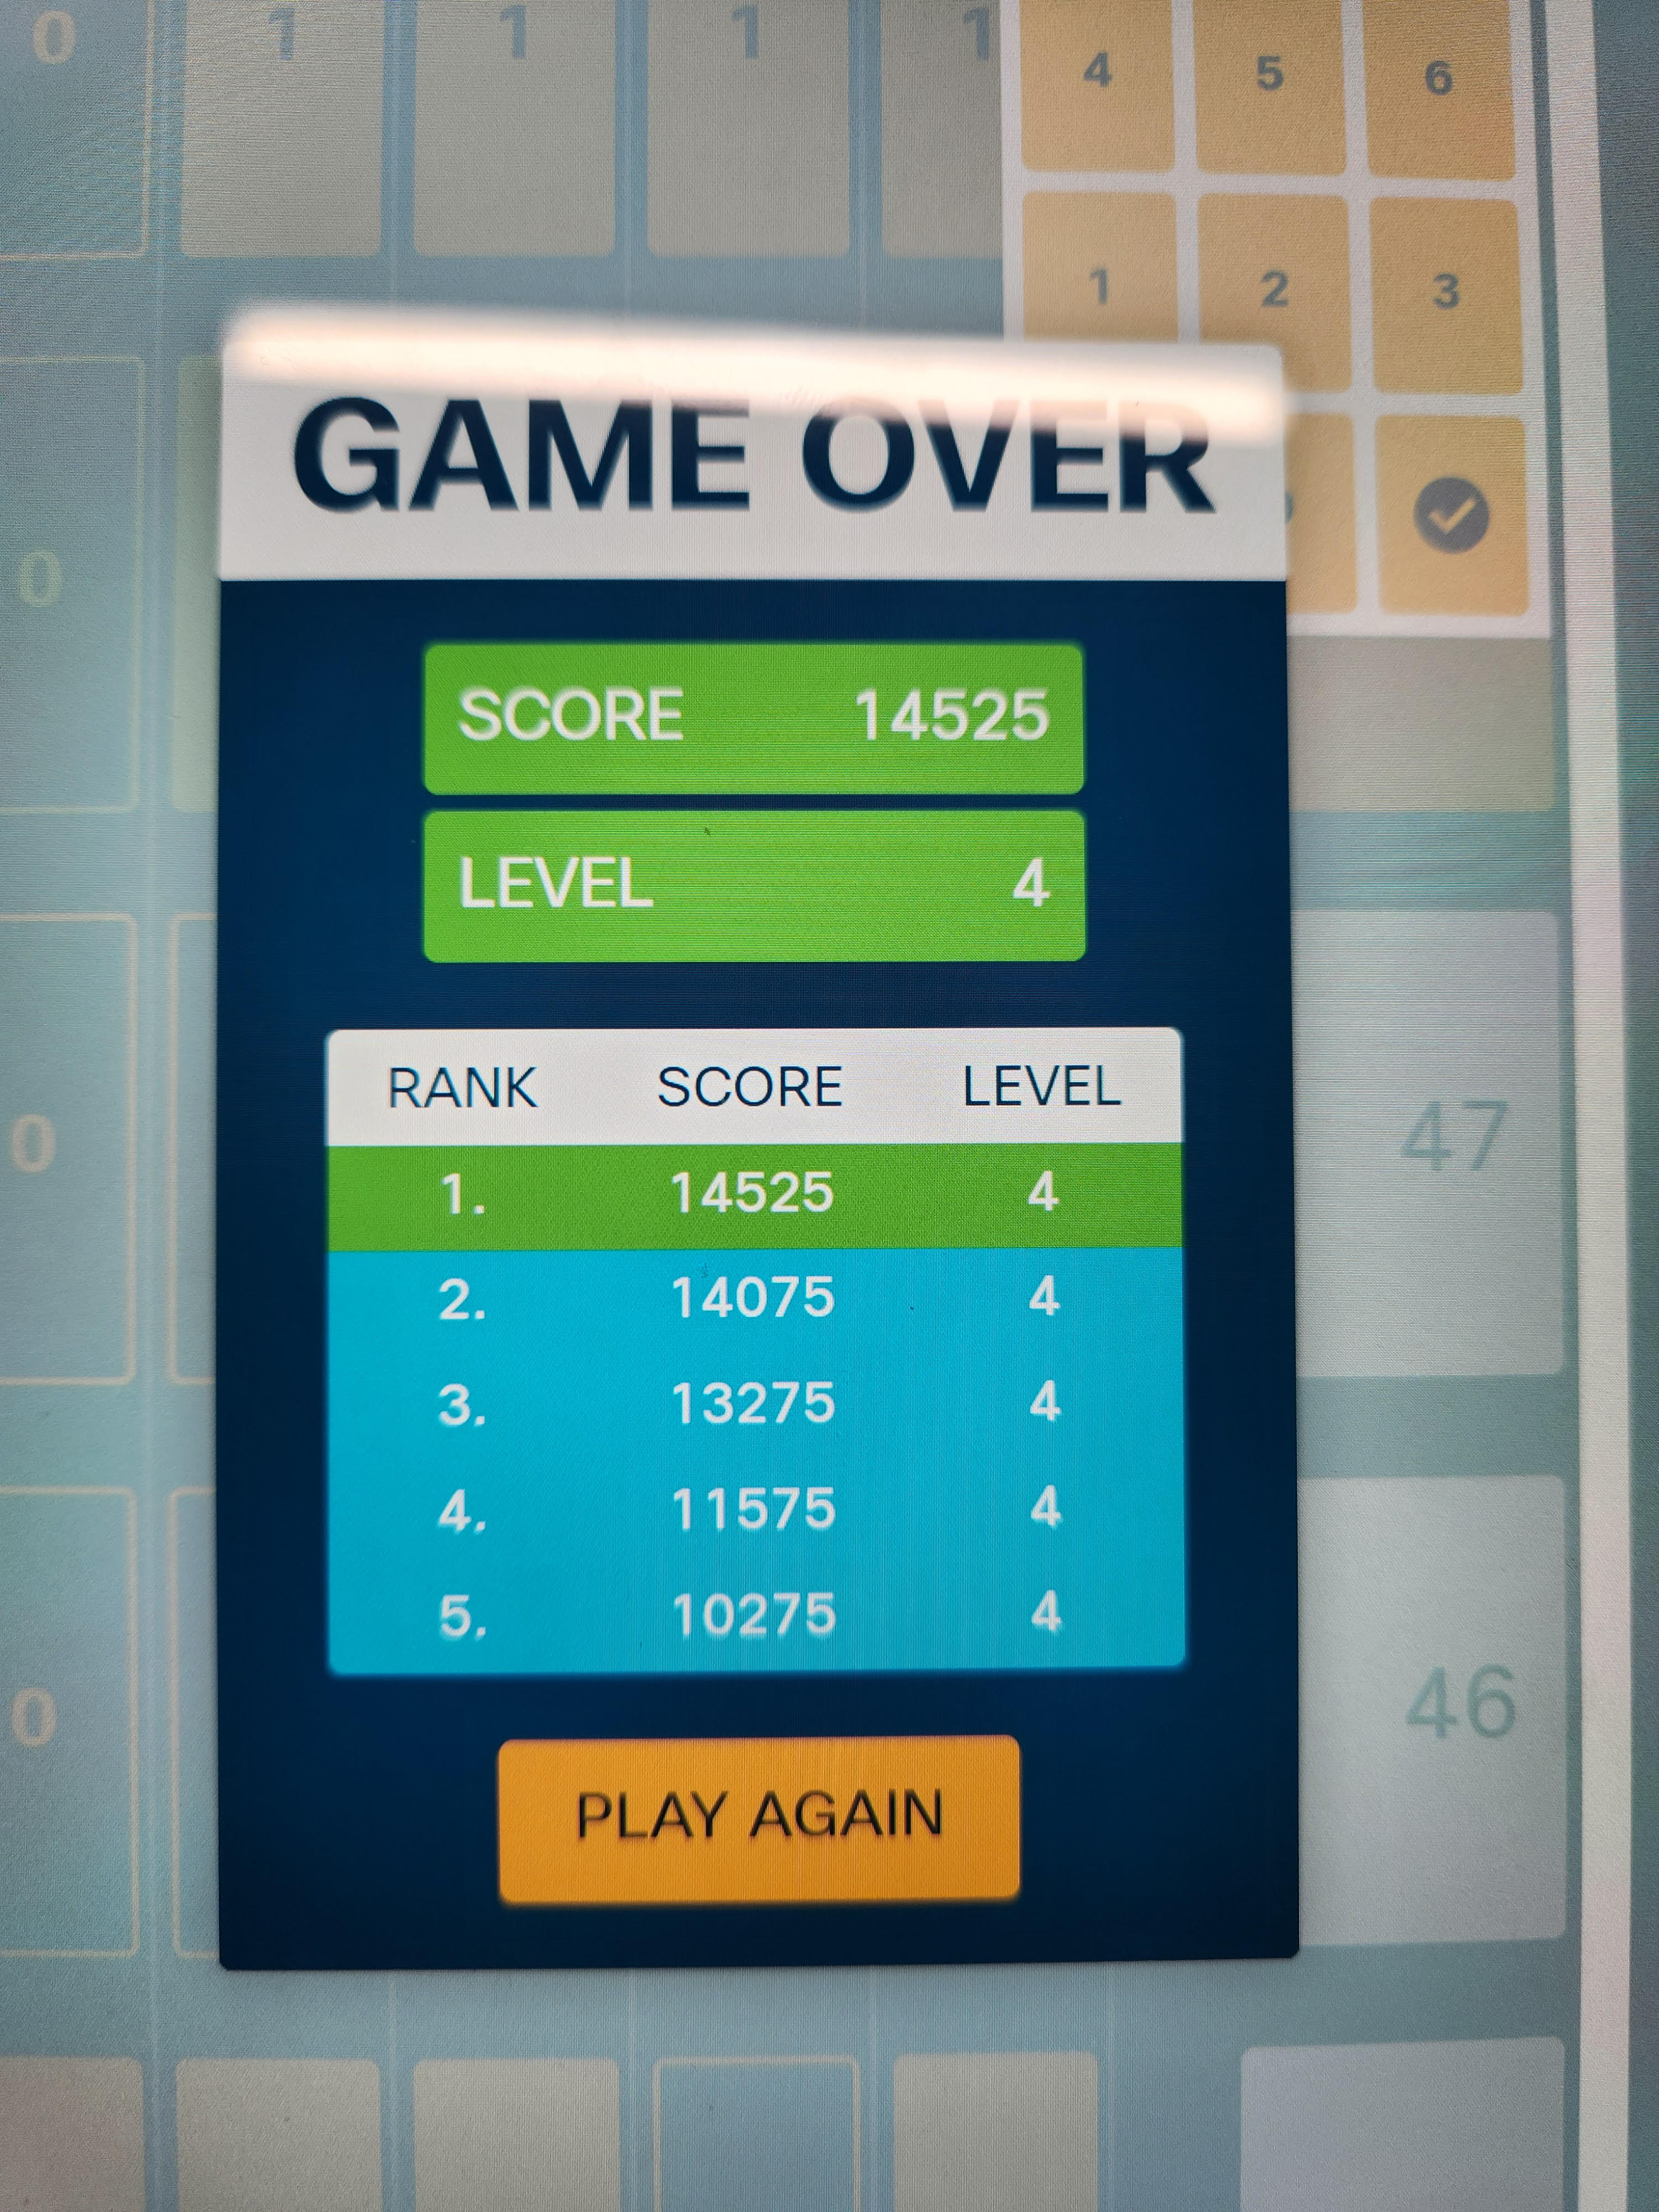 0 1 1 1 1 4 5 6
1 2 3
GAME OVER
0
SCORE 14525
LEVEL 4
RANK SCORE LEVEL
0 47
1. 14525 4
2. 14075 4
3. 13275 4
4. 11575 4
5. 10275 4
0 46
PLAY AGAIN